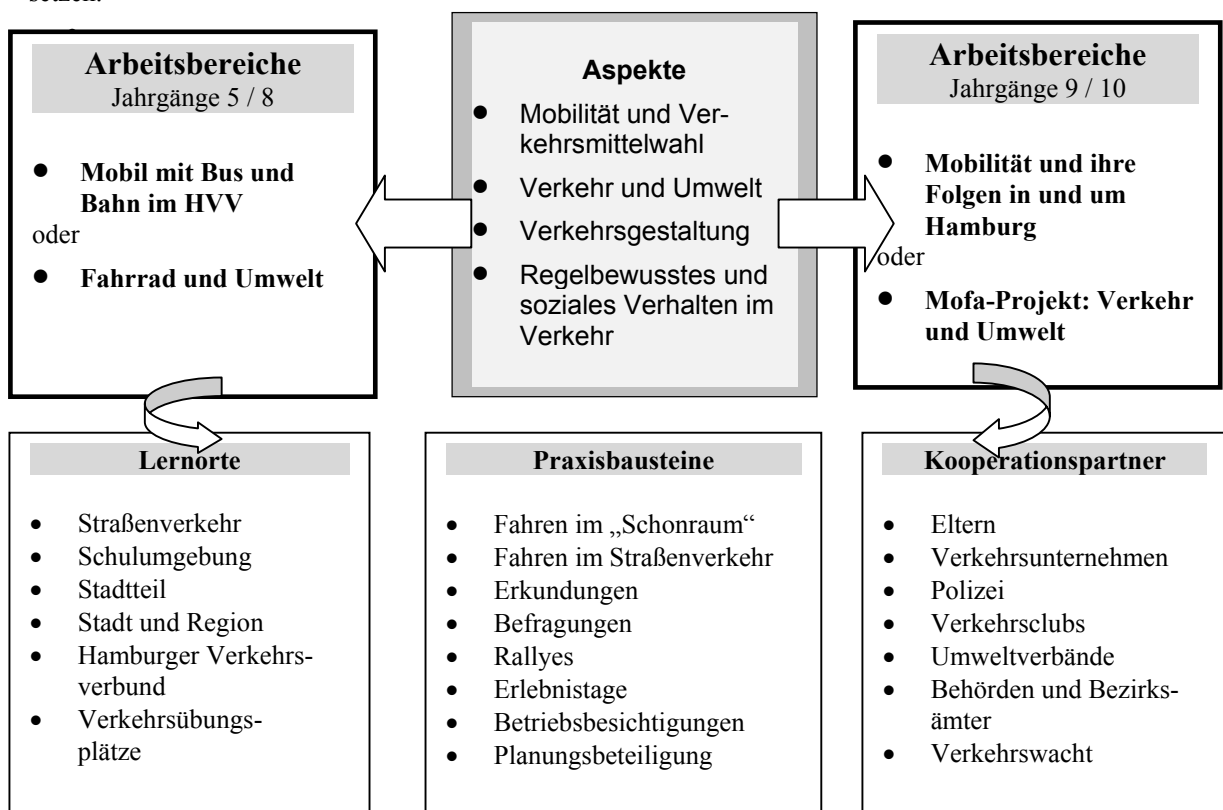 setzen.
Arbeitsbereiche
Jahrgänge 5 / 8
● Mobil mit Bus und
Bahn im HVV
oder
● Fahrrad und Umwelt
Aspekte
● Mobilität und Ver-
kehrsmittelwahl
● Verkehr und Umwelt
● Verkehrsgestaltung
● Regelbewusstes und
soziales Verhalten im
Verkehr
Arbeitsbereiche
Jahrgänge 9 / 10
● Mobilität und ihre
Folgen in und um
Hamburg
oder
● Mofa-Projekt: Verkehr
und Umwelt
Lernorte
• Straßenverkehr
• Schulumgebung
• Stadtteil
• Stadt und Region
• Hamburger Verkehrs-
verbund
• Verkehrsübungs-
plätze
Praxisbausteine
• Fahren im „Schonraum“
• Fahren im Straßenverkehr
• Erkundungen
• Befragungen
• Rallyes
• Erlebnistage
• Betriebsbesichtigungen
• Planungsbeteiligung
Kooperationspartner
• Eltern
• Verkehrsunternehmen
• Polizei
• Verkehrsclubs
• Umweltverbände
• Behörden und Bezirks-
ämter
• Verkehrswacht